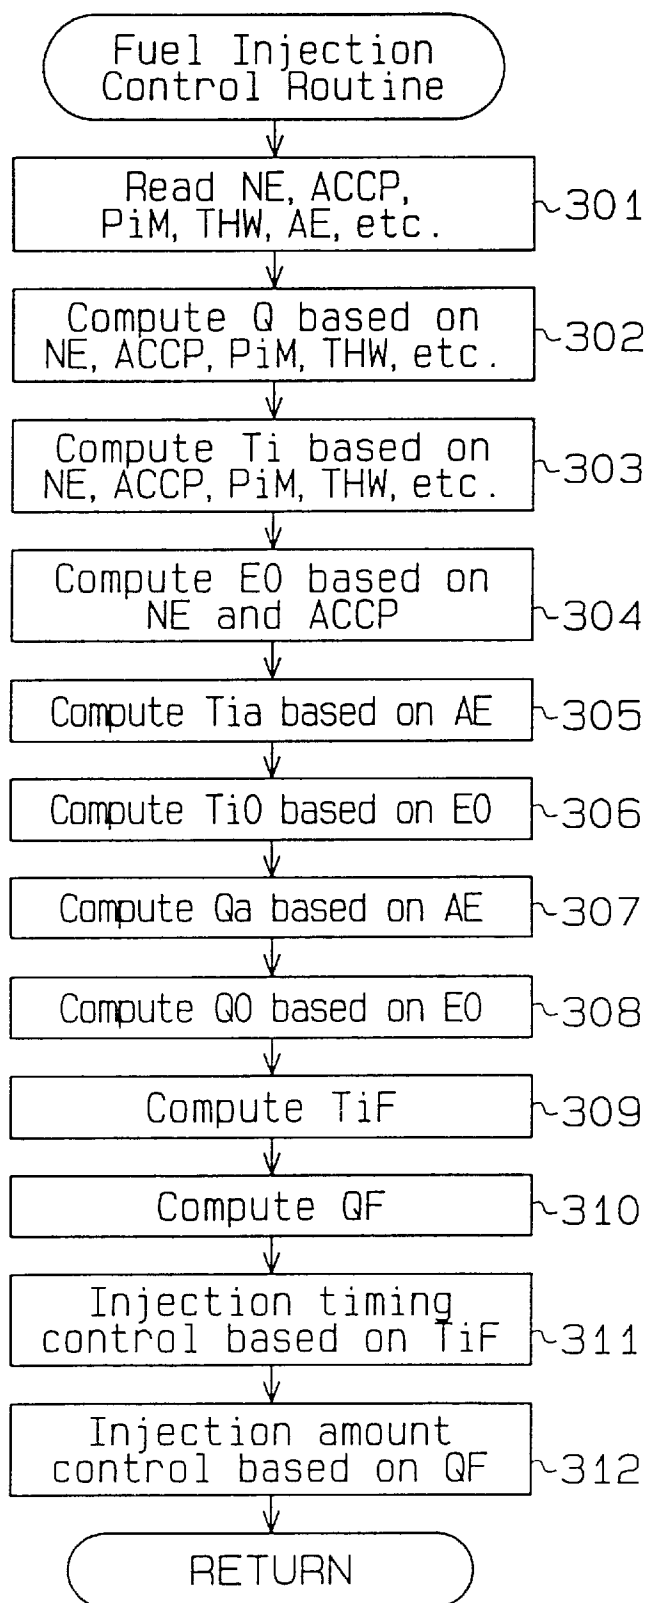 Fuel Injection
Control Routine
Read NE, ACCP,
PiM, THW, AE, etc.
301
Compute Q based on
NE, ACCP, PiM, THW, etc.
302
Compute Ti based on
NE, ACCP, PiM, THW, etc.
303
Compute E0 based on
NE and ACCP
304
Compute Tia based on AE
305
Compute Ti0 based on E0
306
Compute Qa based on AE
307
Compute Q0 based on E0
308
Compute TiF
309
Compute QF
310
Injection timing
control based on TiF
311
Injection amount
control based on QF
312
RETURN